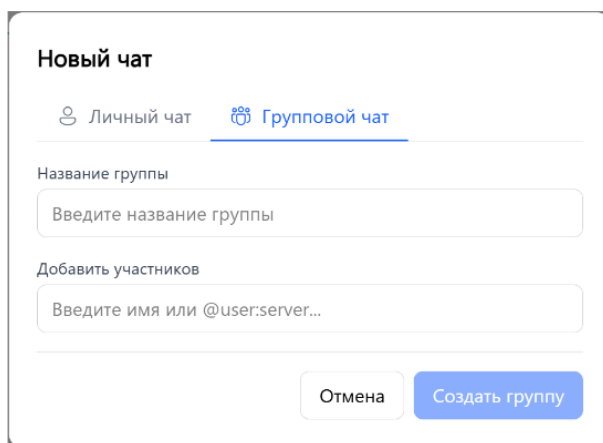 Новый чат
Личный чат
Групповой чат
Название группы
Введите название группы
Добавить участников
Введите имя или @user:server...
Отмена
Создать группу